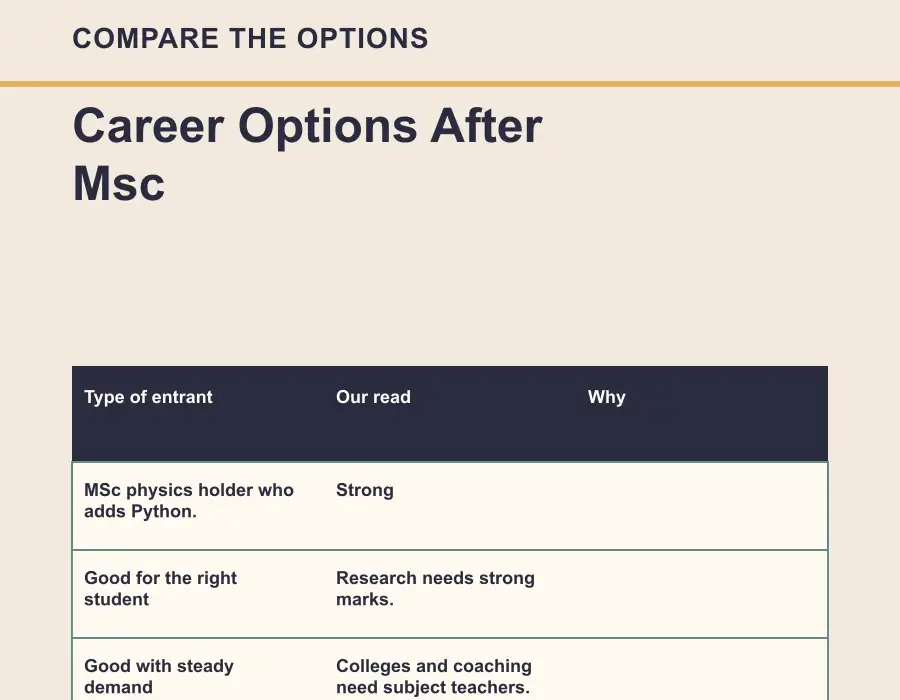 COMPARE THE OPTIONS
Career Options After
Msc
Type of entrant
Our read
Why
MSc physics holder who
adds Python.
Strong
Good for the right
student
Research needs strong
marks.
Good with steady
demand
Colleges and coaching
need subject teachers.